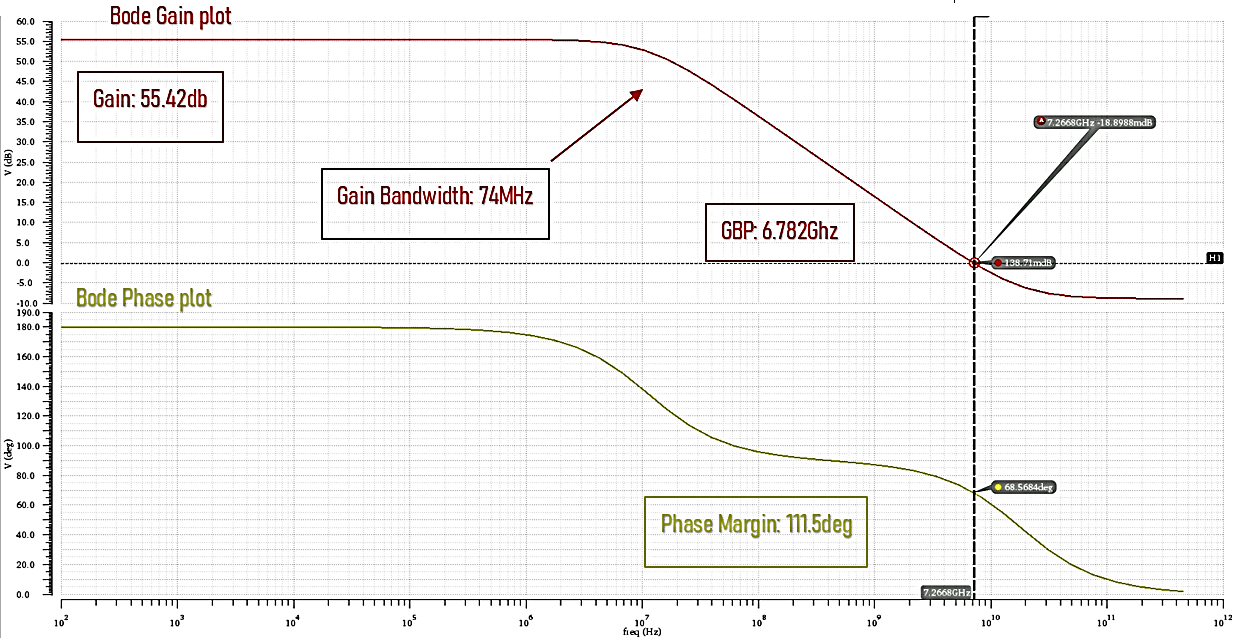 Bode Gain plot
60.0
55.0
50.0
45.0
40.0
35.0
30.0
25.0
20.0
15.0
10.0
5.0
0.0
-5.0
-10.0
V (dB)
Gain: 55.42db
Gain Bandwidth: 74MHz
GBP: 6.782Ghz
7.2668GHz -18.8988mdB
138.71mdB
H1
Bode Phase plot
190.0
180.0
160.0
140.0
120.0
100.0
80.0
60.0
40.0
20.0
0.0
V (deg)
68.5684deg
Phase Margin: 111.5deg
7.2668GHz
10² 10³ 10⁴ 10⁵ 10⁶ 10⁷ 10⁸ 10⁹ 10¹⁰ 10¹¹ 10¹²
freq (Hz)